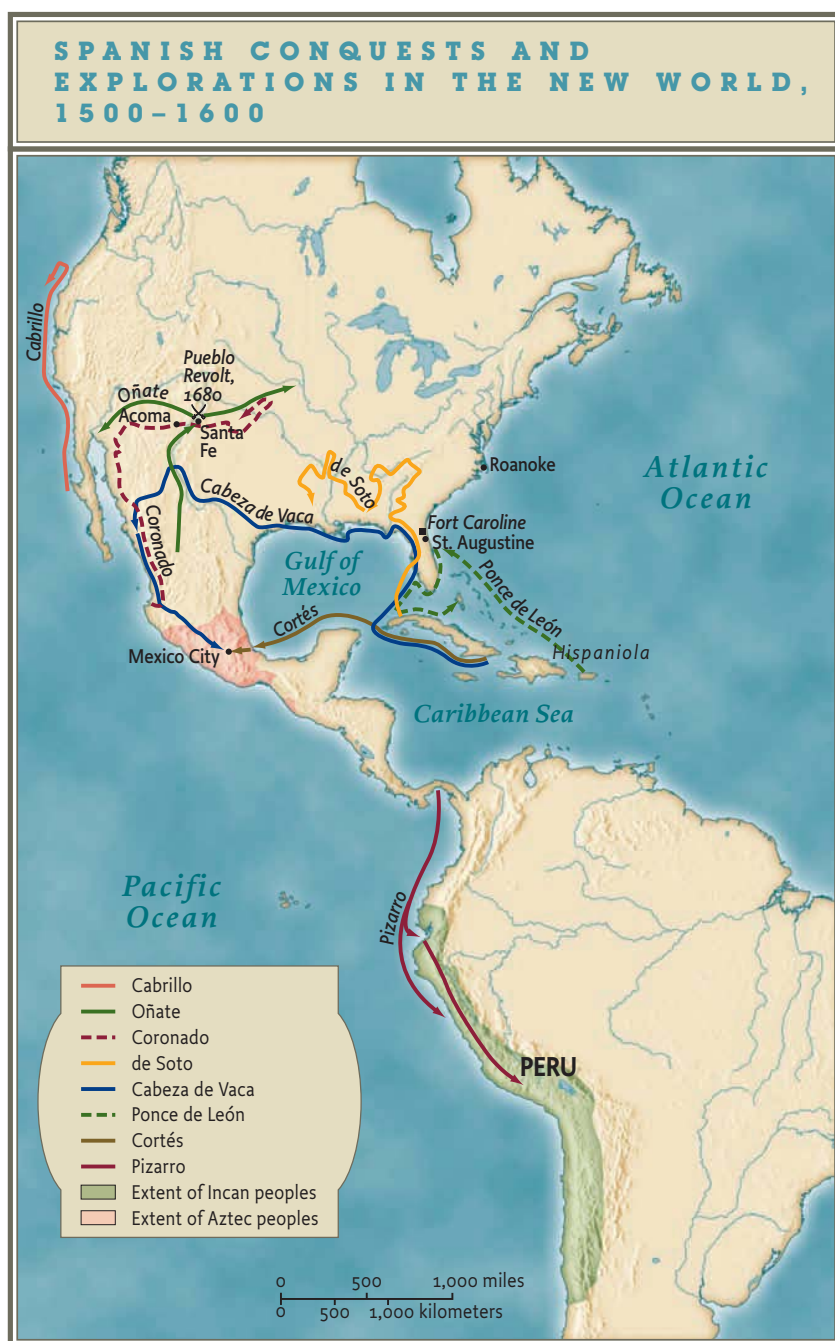 SPANISH CONQUESTS AND
EXPLORATIONS IN THE NEW WORLD,
1500–1600
Cabrillo
Pueblo
Revolt,
1680
Oñate
Acoma
Santa
Fe
de Soto
Roanoke
Atlantic
Ocean
Cabeza de Vaca
Coronado
Fort Caroline
St. Augustine
Gulf of
Mexico
Ponce de León
Cortés
Mexico City
Hispaniola
Caribbean Sea
Pacific
Ocean
Pizarro
PERU
Cabrillo
Oñate
Coronado
de Soto
Cabeza de Vaca
Ponce de León
Cortés
Pizarro
Extent of Incan peoples
Extent of Aztec peoples
0 500 1,000 miles
0 500 1,000 kilometers